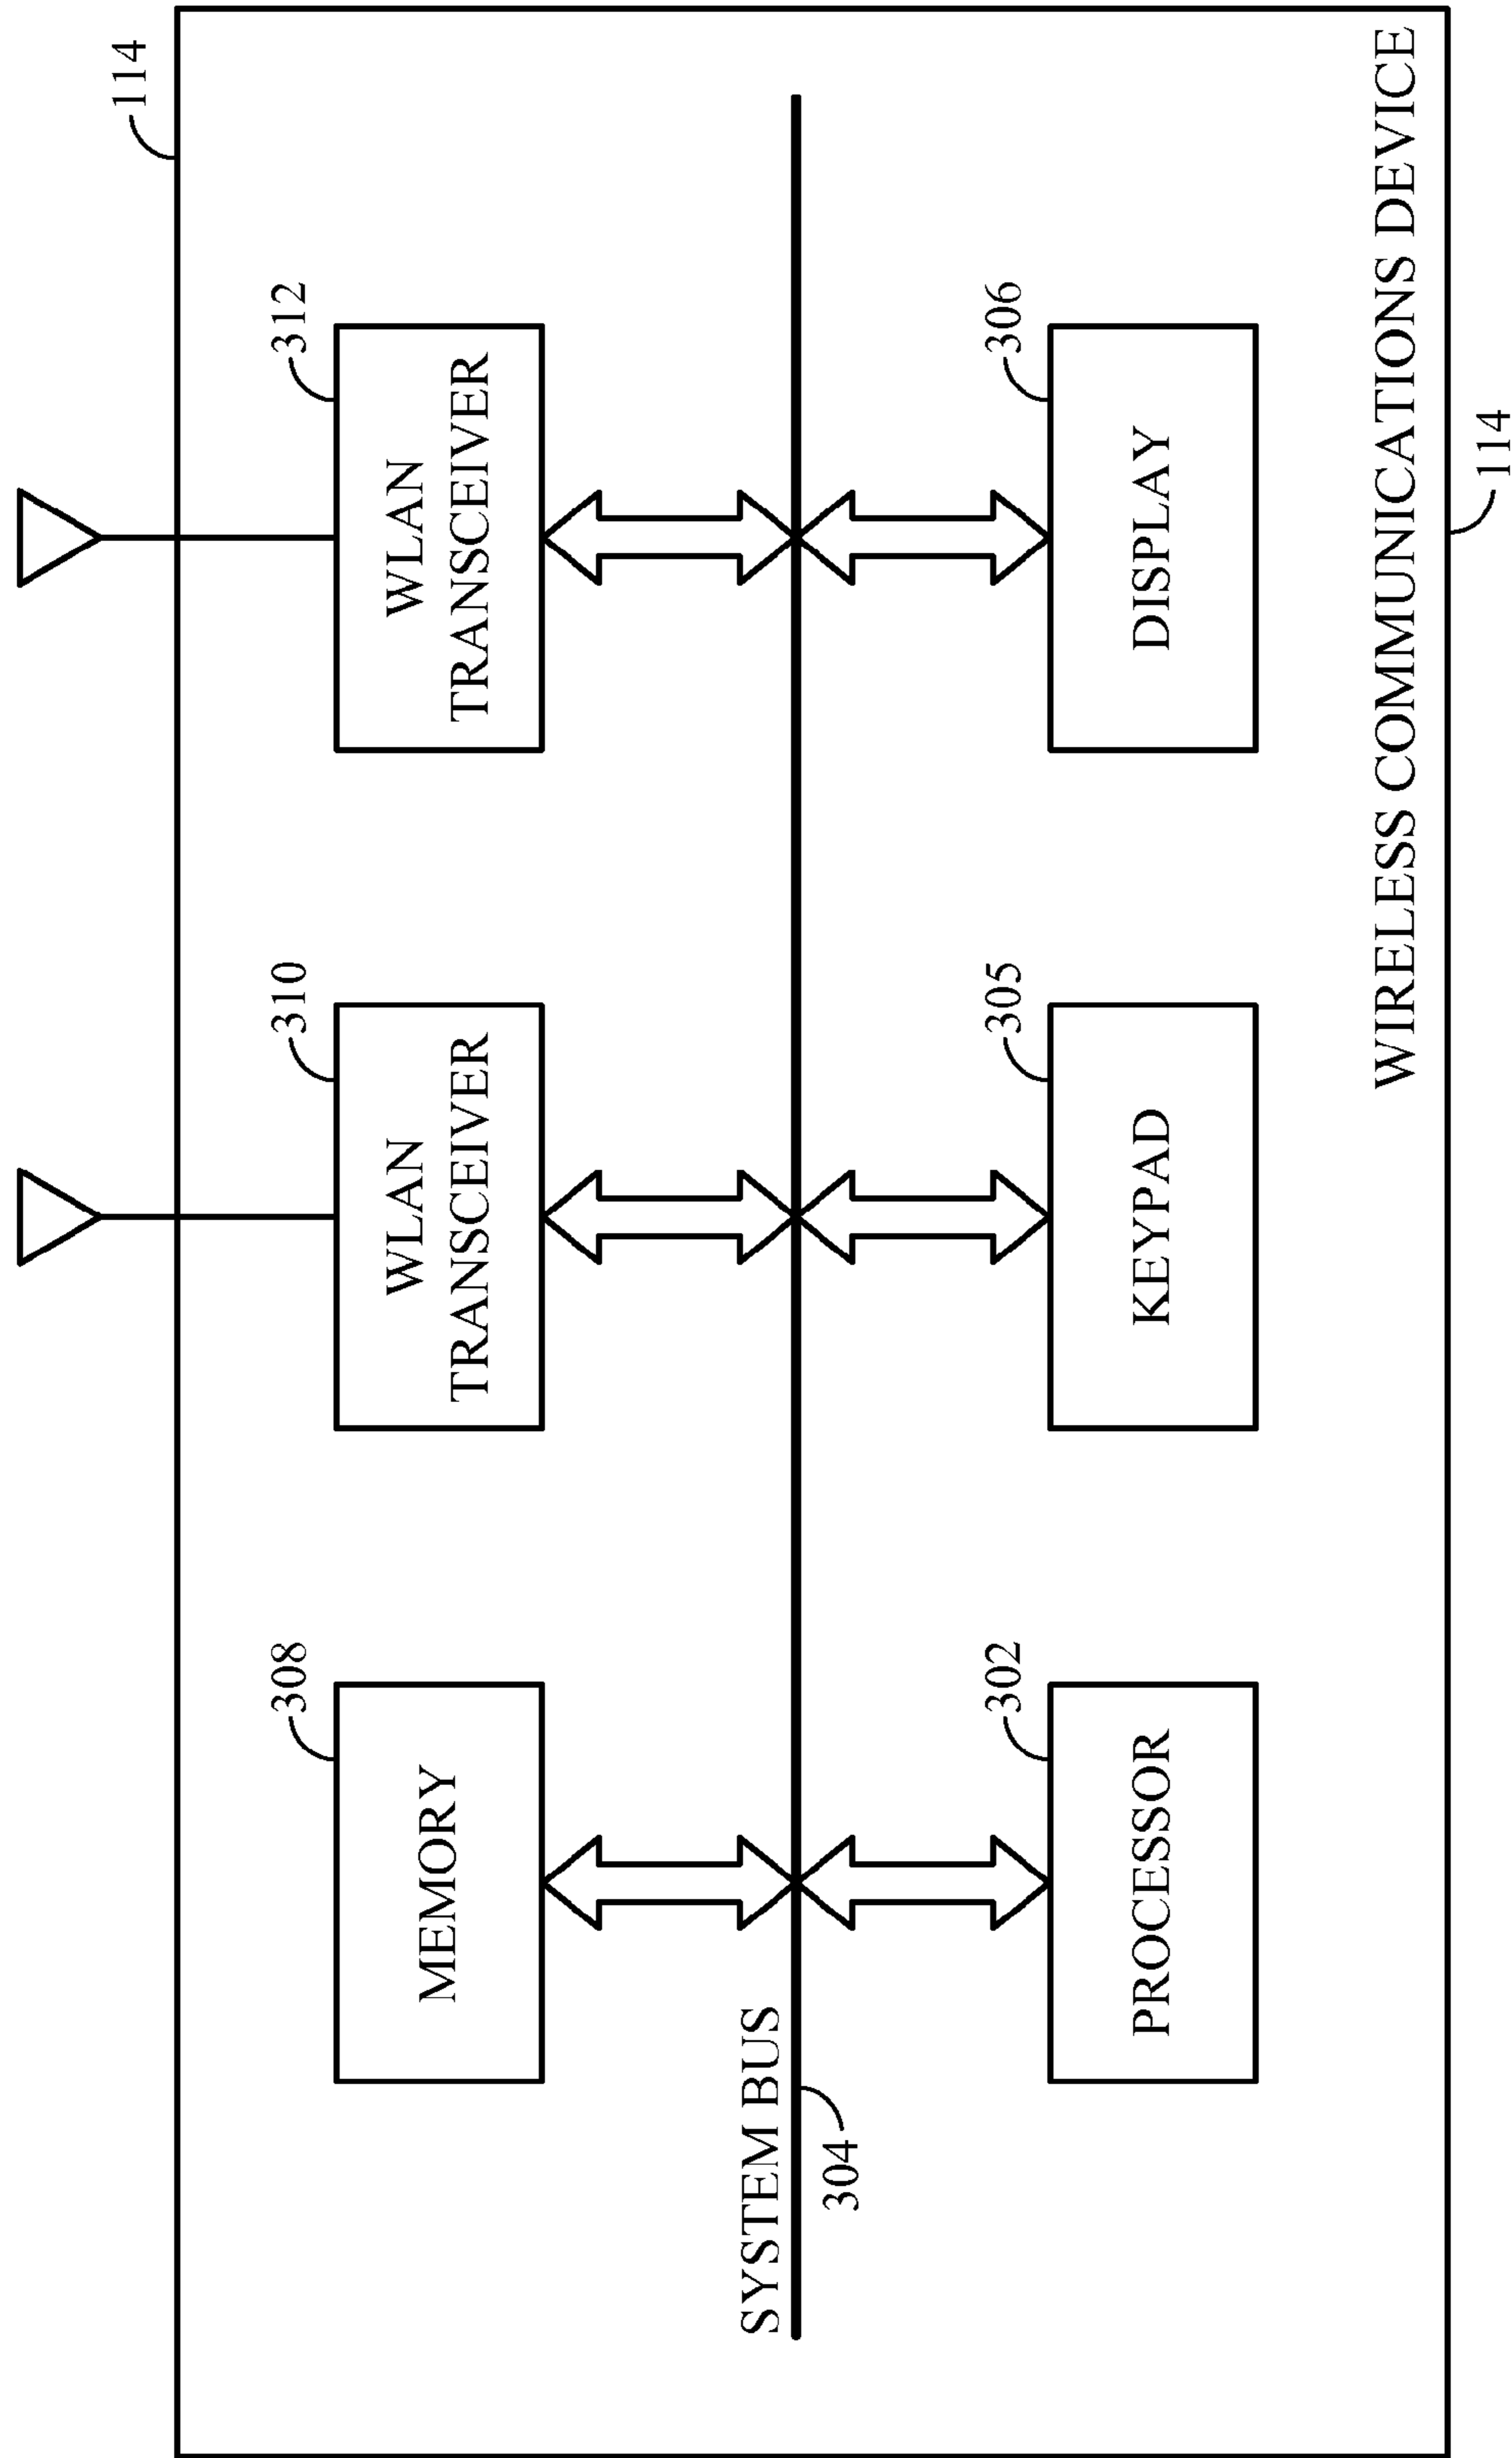 114
308
310
312
MEMORY
WLAN
TRANSCEIVER
WLAN
TRANSCEIVER
SYSTEM BUS
304
302
305
306
PROCESSOR
KEYPAD
DISPLAY
WIRELESS COMMUNICATIONS DEVICE
114